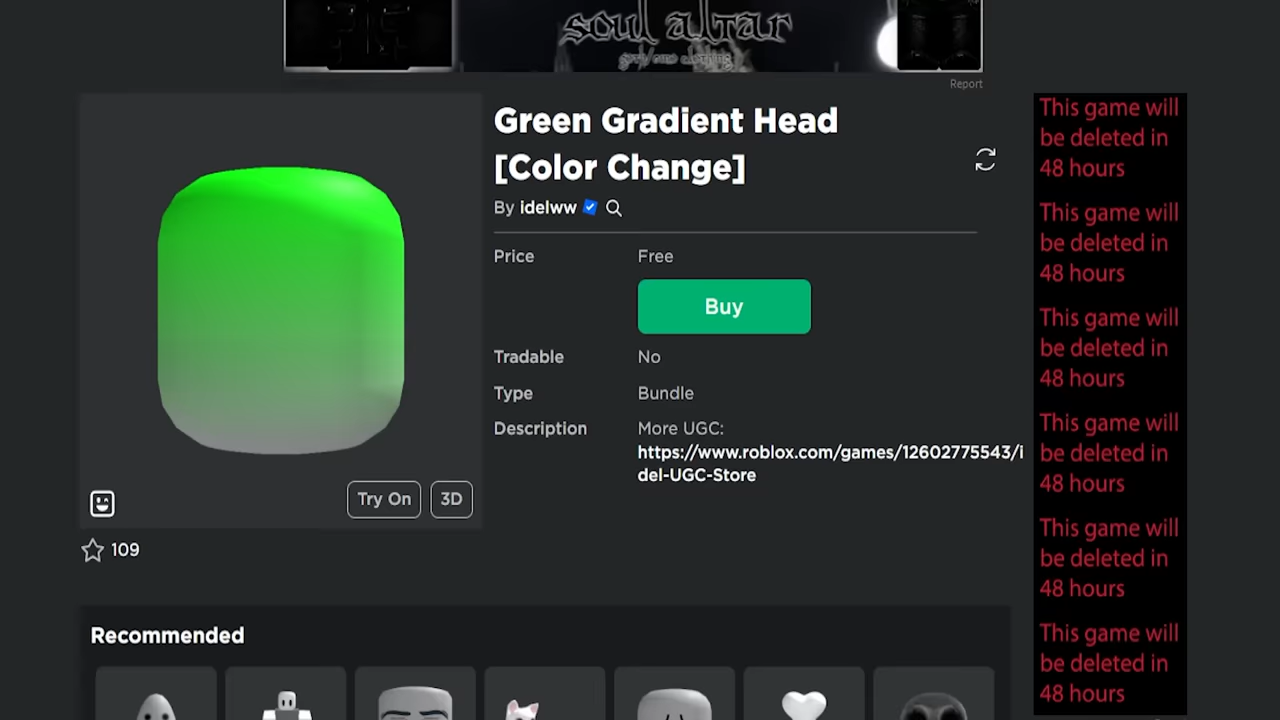 soul altar
goth/emo clothing
Report
Green Gradient Head
[Color Change]
By idelww
Price Free
Buy
Tradable No
Type Bundle
Description More UGC:
https://www.roblox.com/games/12602775543/i
del-UGC-Store
Try On 3D
109
Recommended
This game will
be deleted in
48 hours
This game will
be deleted in
48 hours
This game will
be deleted in
48 hours
This game will
be deleted in
48 hours
This game will
be deleted in
48 hours
This game will
be deleted in
48 hours